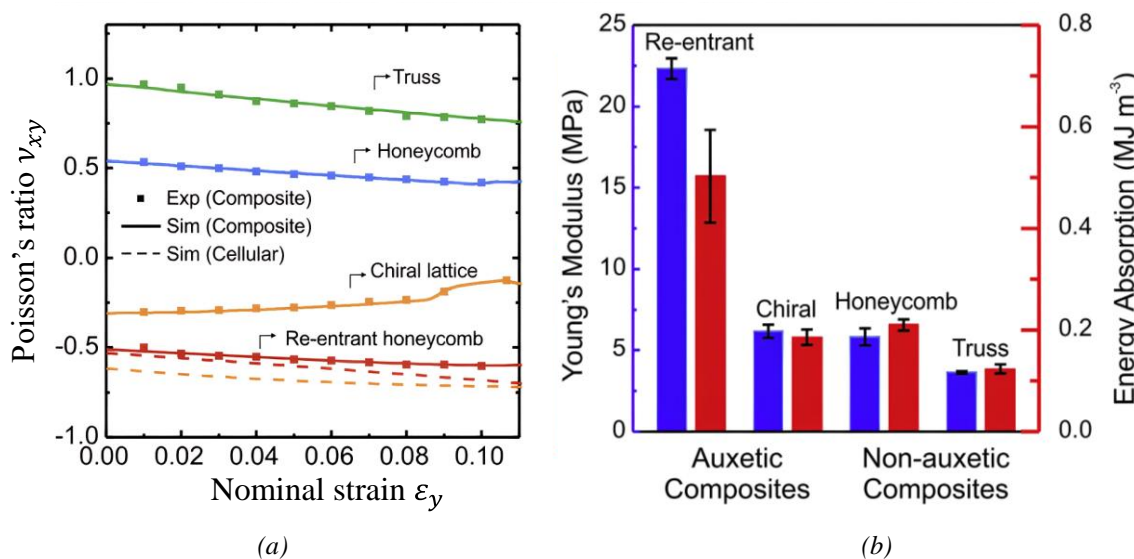 Poisson's ratio ν_xy
1.0
0.5
0.0
-0.5
-1.0
Truss
Honeycomb
Exp (Composite)
Sim (Composite)
Sim (Cellular)
Chiral lattice
Re-entrant honeycomb
0.00 0.02 0.04 0.06 0.08 0.10
Nominal strain ε_y
(a)
Young's Modulus (MPa)
25
20
15
10
5
0
Re-entrant
Chiral
Honeycomb
Truss
0.8
0.6
0.4
0.2
0.0
Energy Absorption (MJ m⁻³)
Auxetic
Composites
Non-auxetic
Composites
(b)